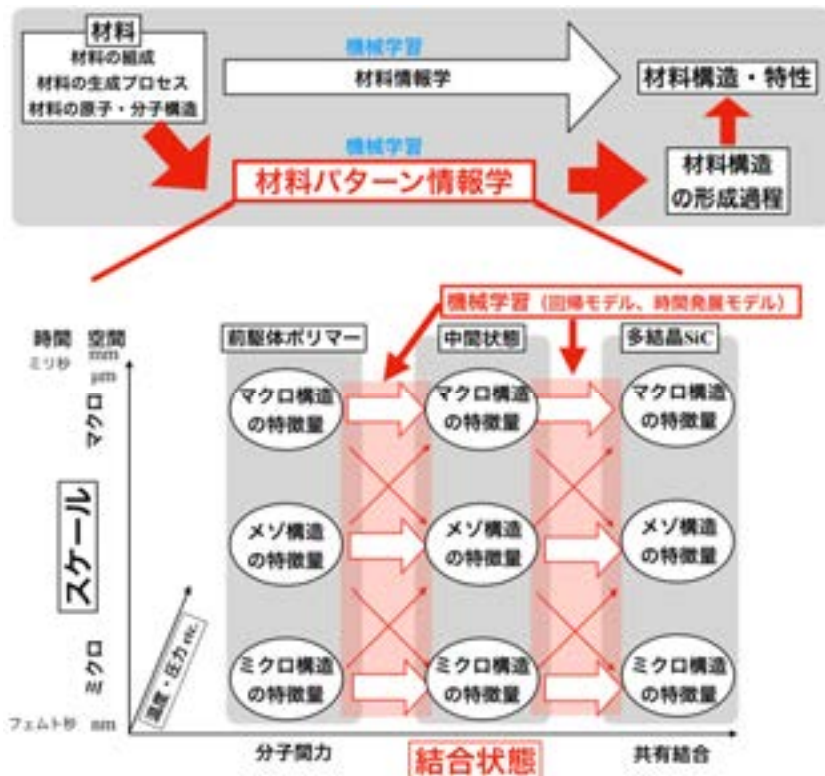 材料
材料の組成
材料の生成プロセス
材料の原子・分子構造
機械学習
材料情報学
材料構造・特性
機械学習
材料パターン情報学
材料構造
の形成過程
機械学習（回帰モデル、時間発展モデル）
時間 空間
ミリ秒 mm
μm
前駆体ポリマー
中間状態
多結晶SiC
マクロ
マクロ構造
の特徴量
マクロ構造
の特徴量
マクロ構造
の特徴量
スケール
メゾ構造
の特徴量
メゾ構造
の特徴量
メゾ構造
の特徴量
温度・圧力 etc.
ミクロ
ミクロ構造
の特徴量
ミクロ構造
の特徴量
ミクロ構造
の特徴量
フェムト秒 nm
分子間力
結合状態
共有結合